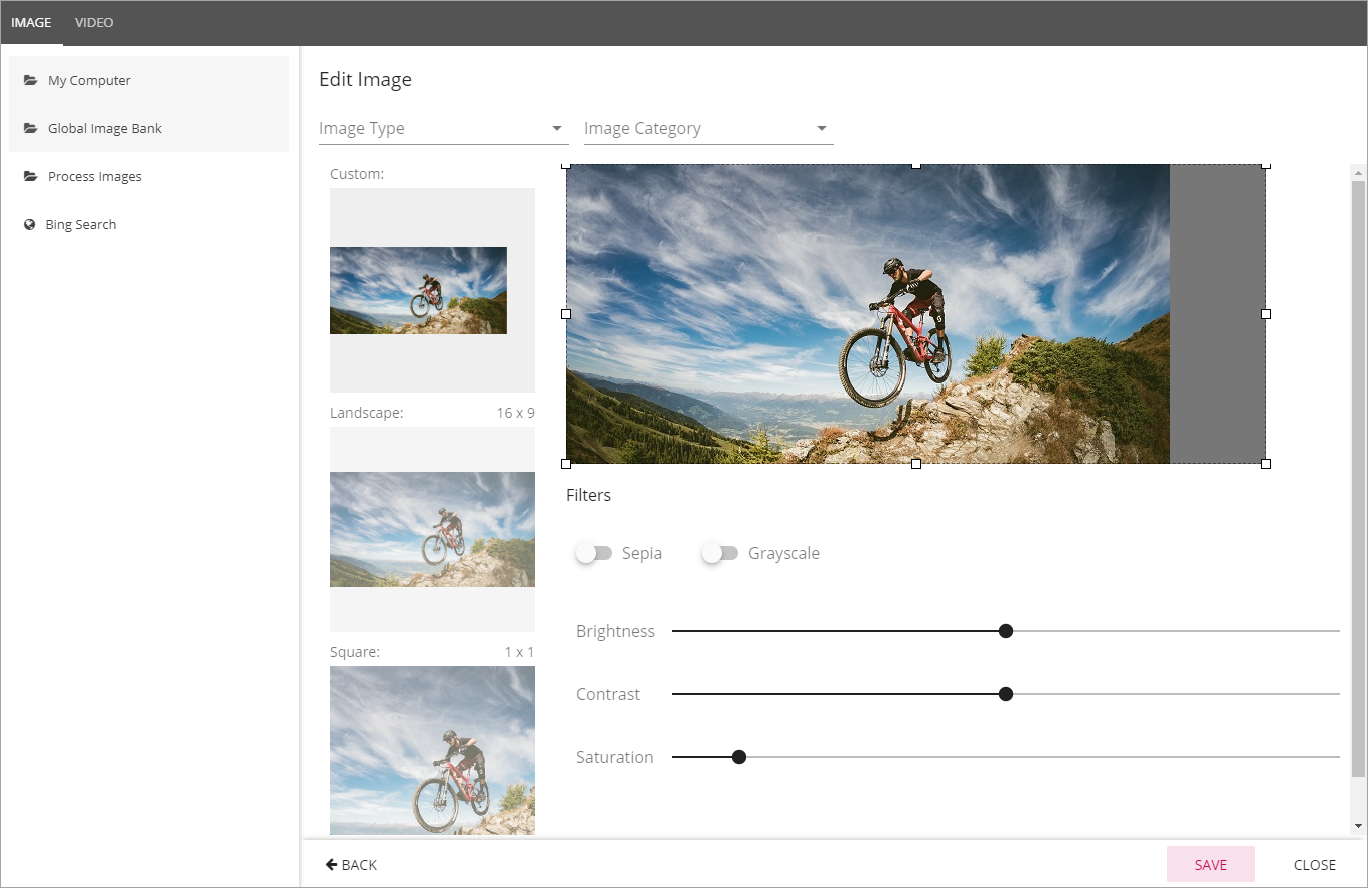 IMAGE VIDEO
My Computer
Global Image Bank
Process Images
Bing Search
Edit Image
Image Type Image Category
Custom:
Landscape: 16 x 9
Square: 1 x 1
Filters
Sepia Grayscale
Brightness
Contrast
Saturation
BACK SAVE CLOSE